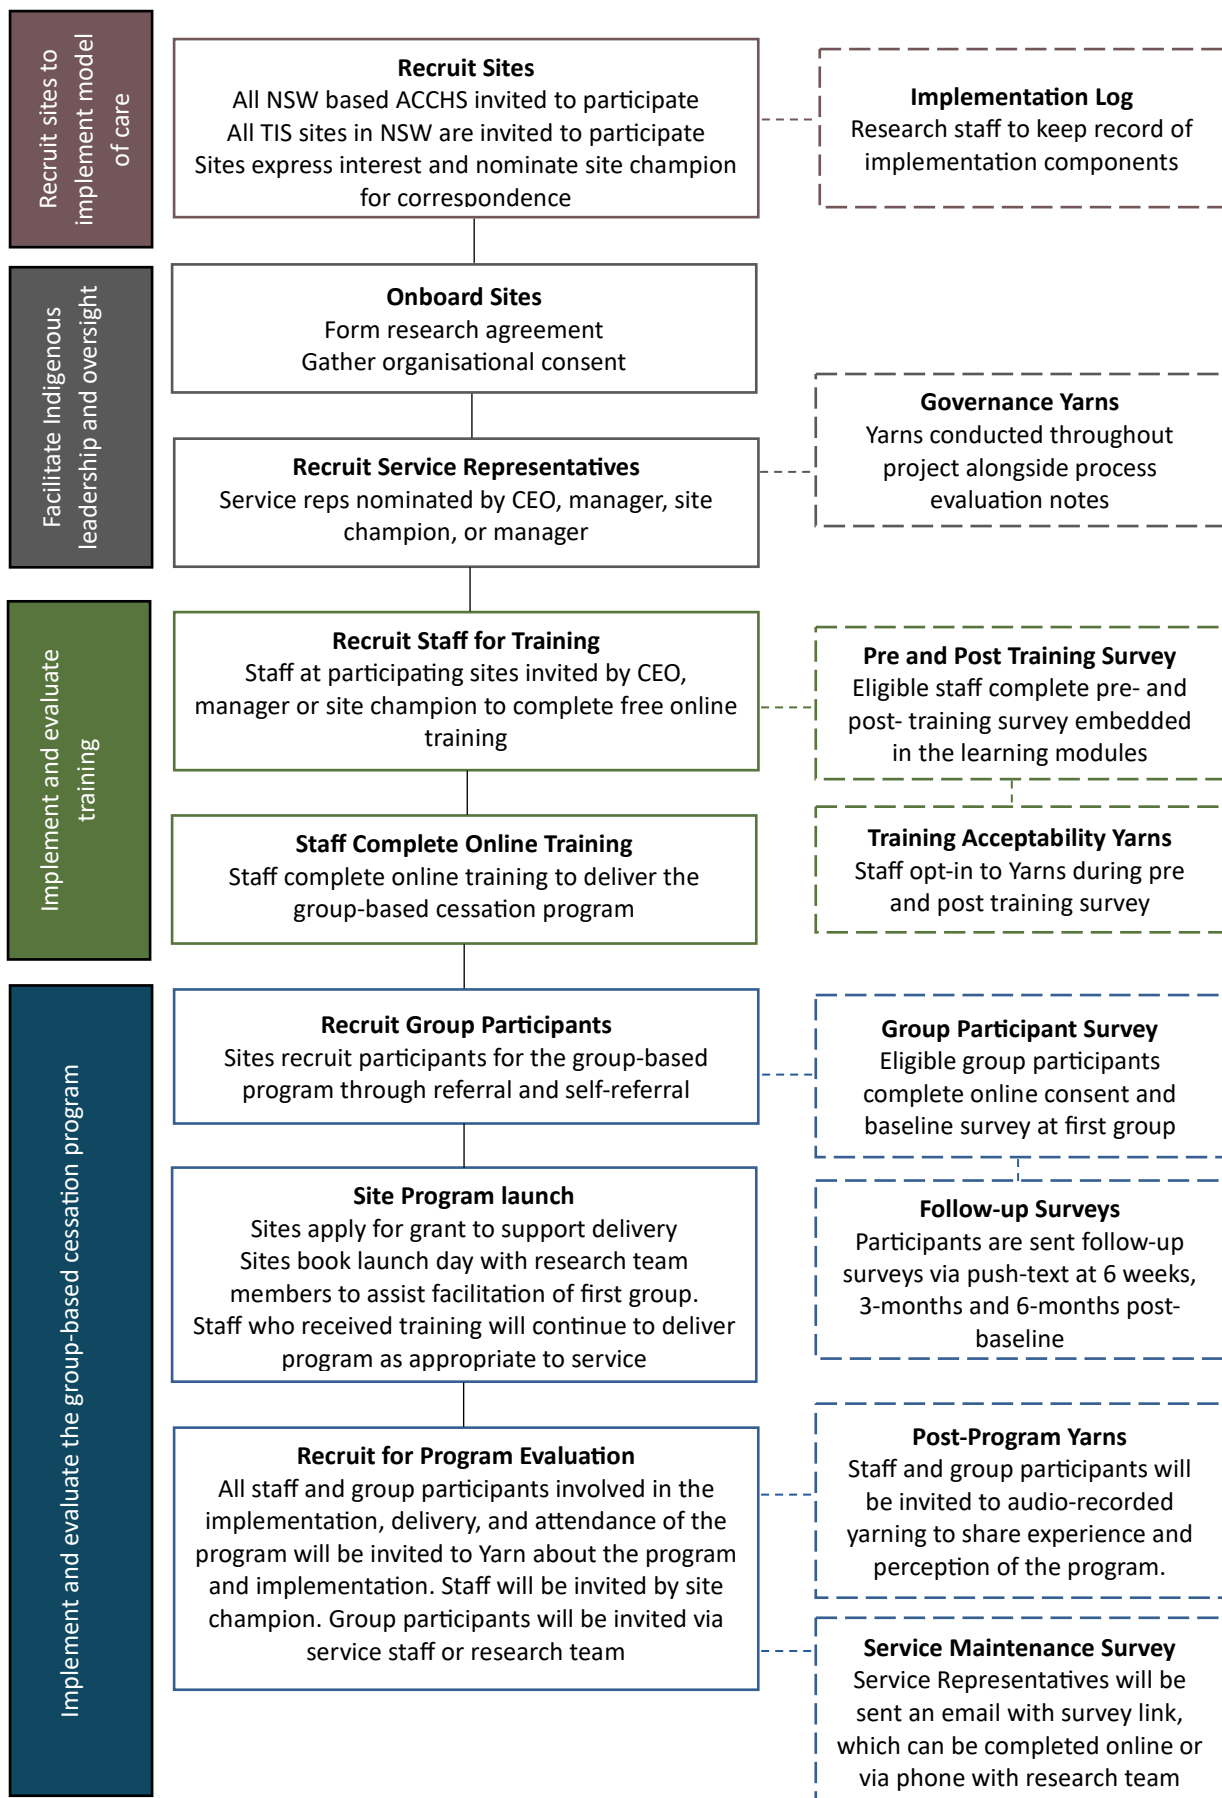 Recruit sites to
implement model
of care
Recruit Sites
All NSW based ACCHS invited to participate
All TIS sites in NSW are invited to participate
Sites express interest and nominate site champion
for correspondence
Implementation Log
Research staff to keep record of
implementation components
Facilitate Indigenous
leadership and oversight
Onboard Sites
Form research agreement
Gather organisational consent
Recruit Service Representatives
Service reps nominated by CEO, manager, site
champion, or manager
Governance Yarns
Yarns conducted throughout
project alongside process
evaluation notes
Implement and evaluate
training
Recruit Staff for Training
Staff at participating sites invited by CEO,
manager or site champion to complete free online
training
Pre and Post Training Survey
Eligible staff complete pre- and
post- training survey embedded
in the learning modules
Staff Complete Online Training
Staff complete online training to deliver the
group-based cessation program
Training Acceptability Yarns
Staff opt-in to Yarns during pre
and post training survey
Implement and evaluate the group-based cessation program
Recruit Group Participants
Sites recruit participants for the group-based
program through referral and self-referral
Group Participant Survey
Eligible group participants
complete online consent and
baseline survey at first group
Site Program launch
Sites apply for grant to support delivery
Sites book launch day with research team
members to assist facilitation of first group.
Staff who received training will continue to deliver
program as appropriate to service
Follow-up Surveys
Participants are sent follow-up
surveys via push-text at 6 weeks,
3-months and 6-months post-
baseline
Recruit for Program Evaluation
All staff and group participants involved in the
implementation, delivery, and attendance of the
program will be invited to Yarn about the program
and implementation. Staff will be invited by site
champion. Group participants will be invited via
service staff or research team
Post-Program Yarns
Staff and group participants will
be invited to audio-recorded
yarning to share experience and
perception of the program.
Service Maintenance Survey
Service Representatives will be
sent an email with survey link,
which can be completed online or
via phone with research team